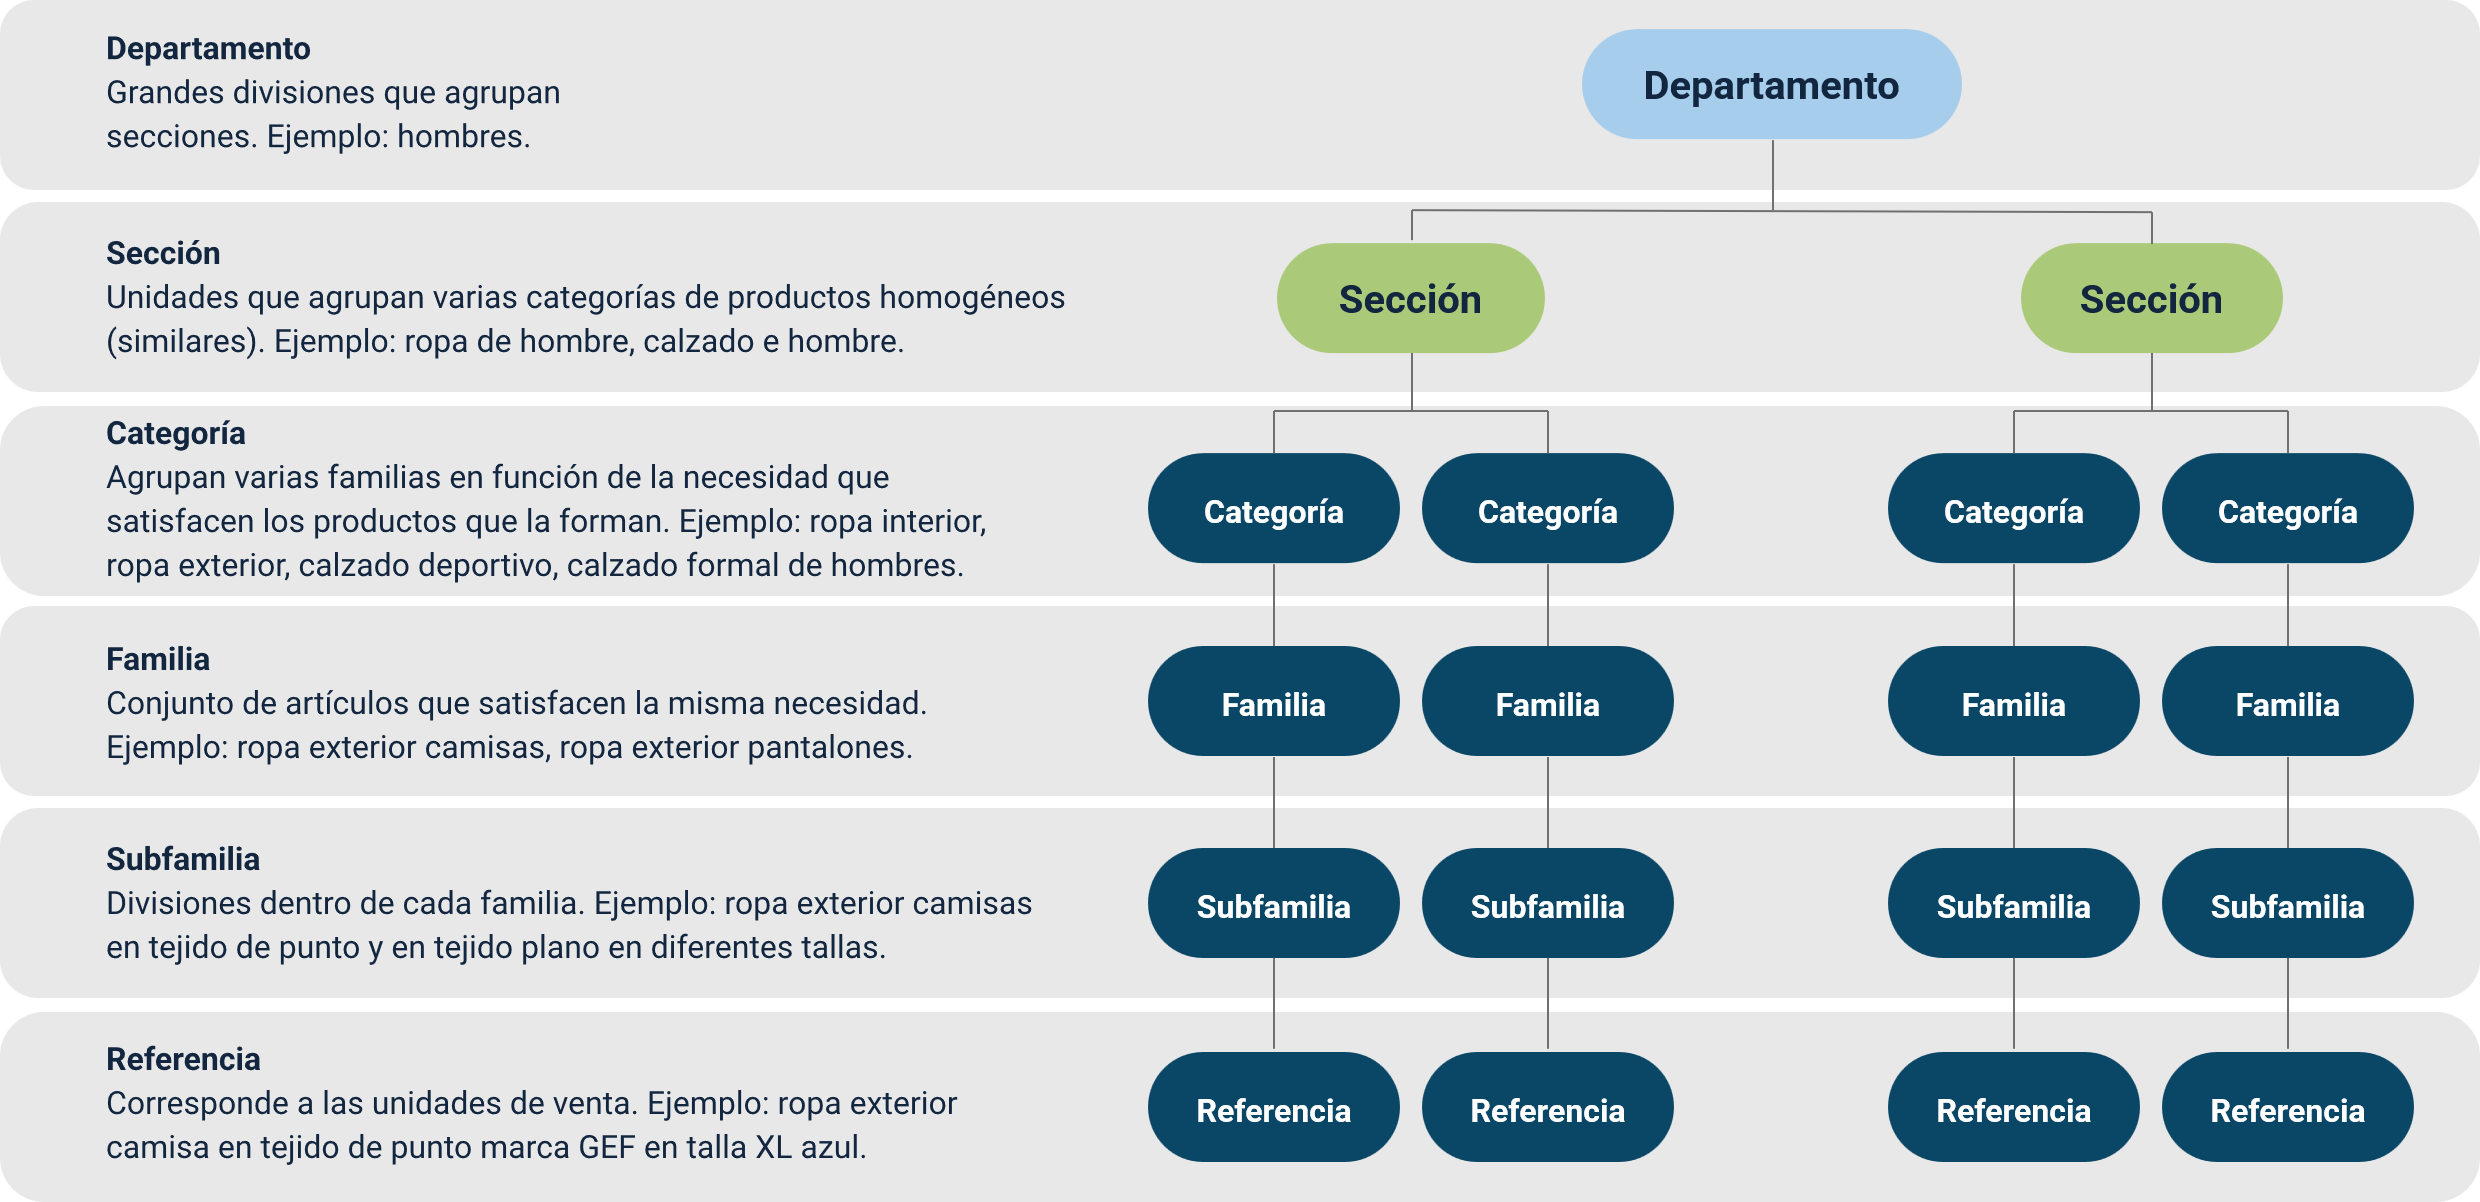 Departamento
Grandes divisiones que agrupan
secciones. Ejemplo: hombres.
Departamento
Sección
Unidades que agrupan varias categorías de productos homogéneos
(similares). Ejemplo: ropa de hombre, calzado e hombre.
Sección
Sección
Categoría
Agrupan varias familias en función de la necesidad que
satisfacen los productos que la forman. Ejemplo: ropa interior,
ropa exterior, calzado deportivo, calzado formal de hombres.
Categoría
Categoría
Categoría
Categoría
Familia
Conjunto de artículos que satisfacen la misma necesidad.
Ejemplo: ropa exterior camisas, ropa exterior pantalones.
Familia
Familia
Familia
Familia
Subfamilia
Divisiones dentro de cada familia. Ejemplo: ropa exterior camisas
en tejido de punto y en tejido plano en diferentes tallas.
Subfamilia
Subfamilia
Subfamilia
Subfamilia
Referencia
Corresponde a las unidades de venta. Ejemplo: ropa exterior
camisa en tejido de punto marca GEF en talla XL azul.
Referencia
Referencia
Referencia
Referencia